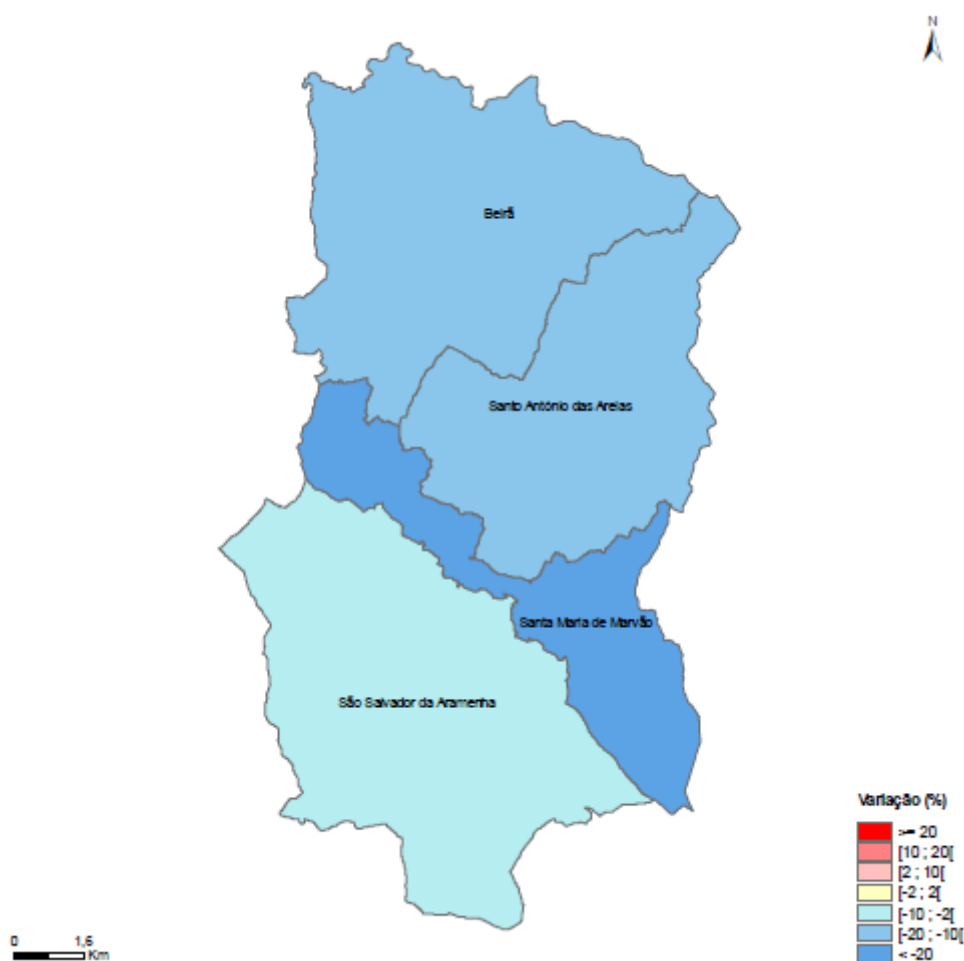 N
Beirã
Santo António das Areias
Santa Maria de Marvão
São Salvador da Aramenha
Variação (%)
>= 20
[10 ; 20[
[2 ; 10[
[-2 ; 2[
[-10 ; -2[
[-20 ; -10[
< -20
0 1,5
Km